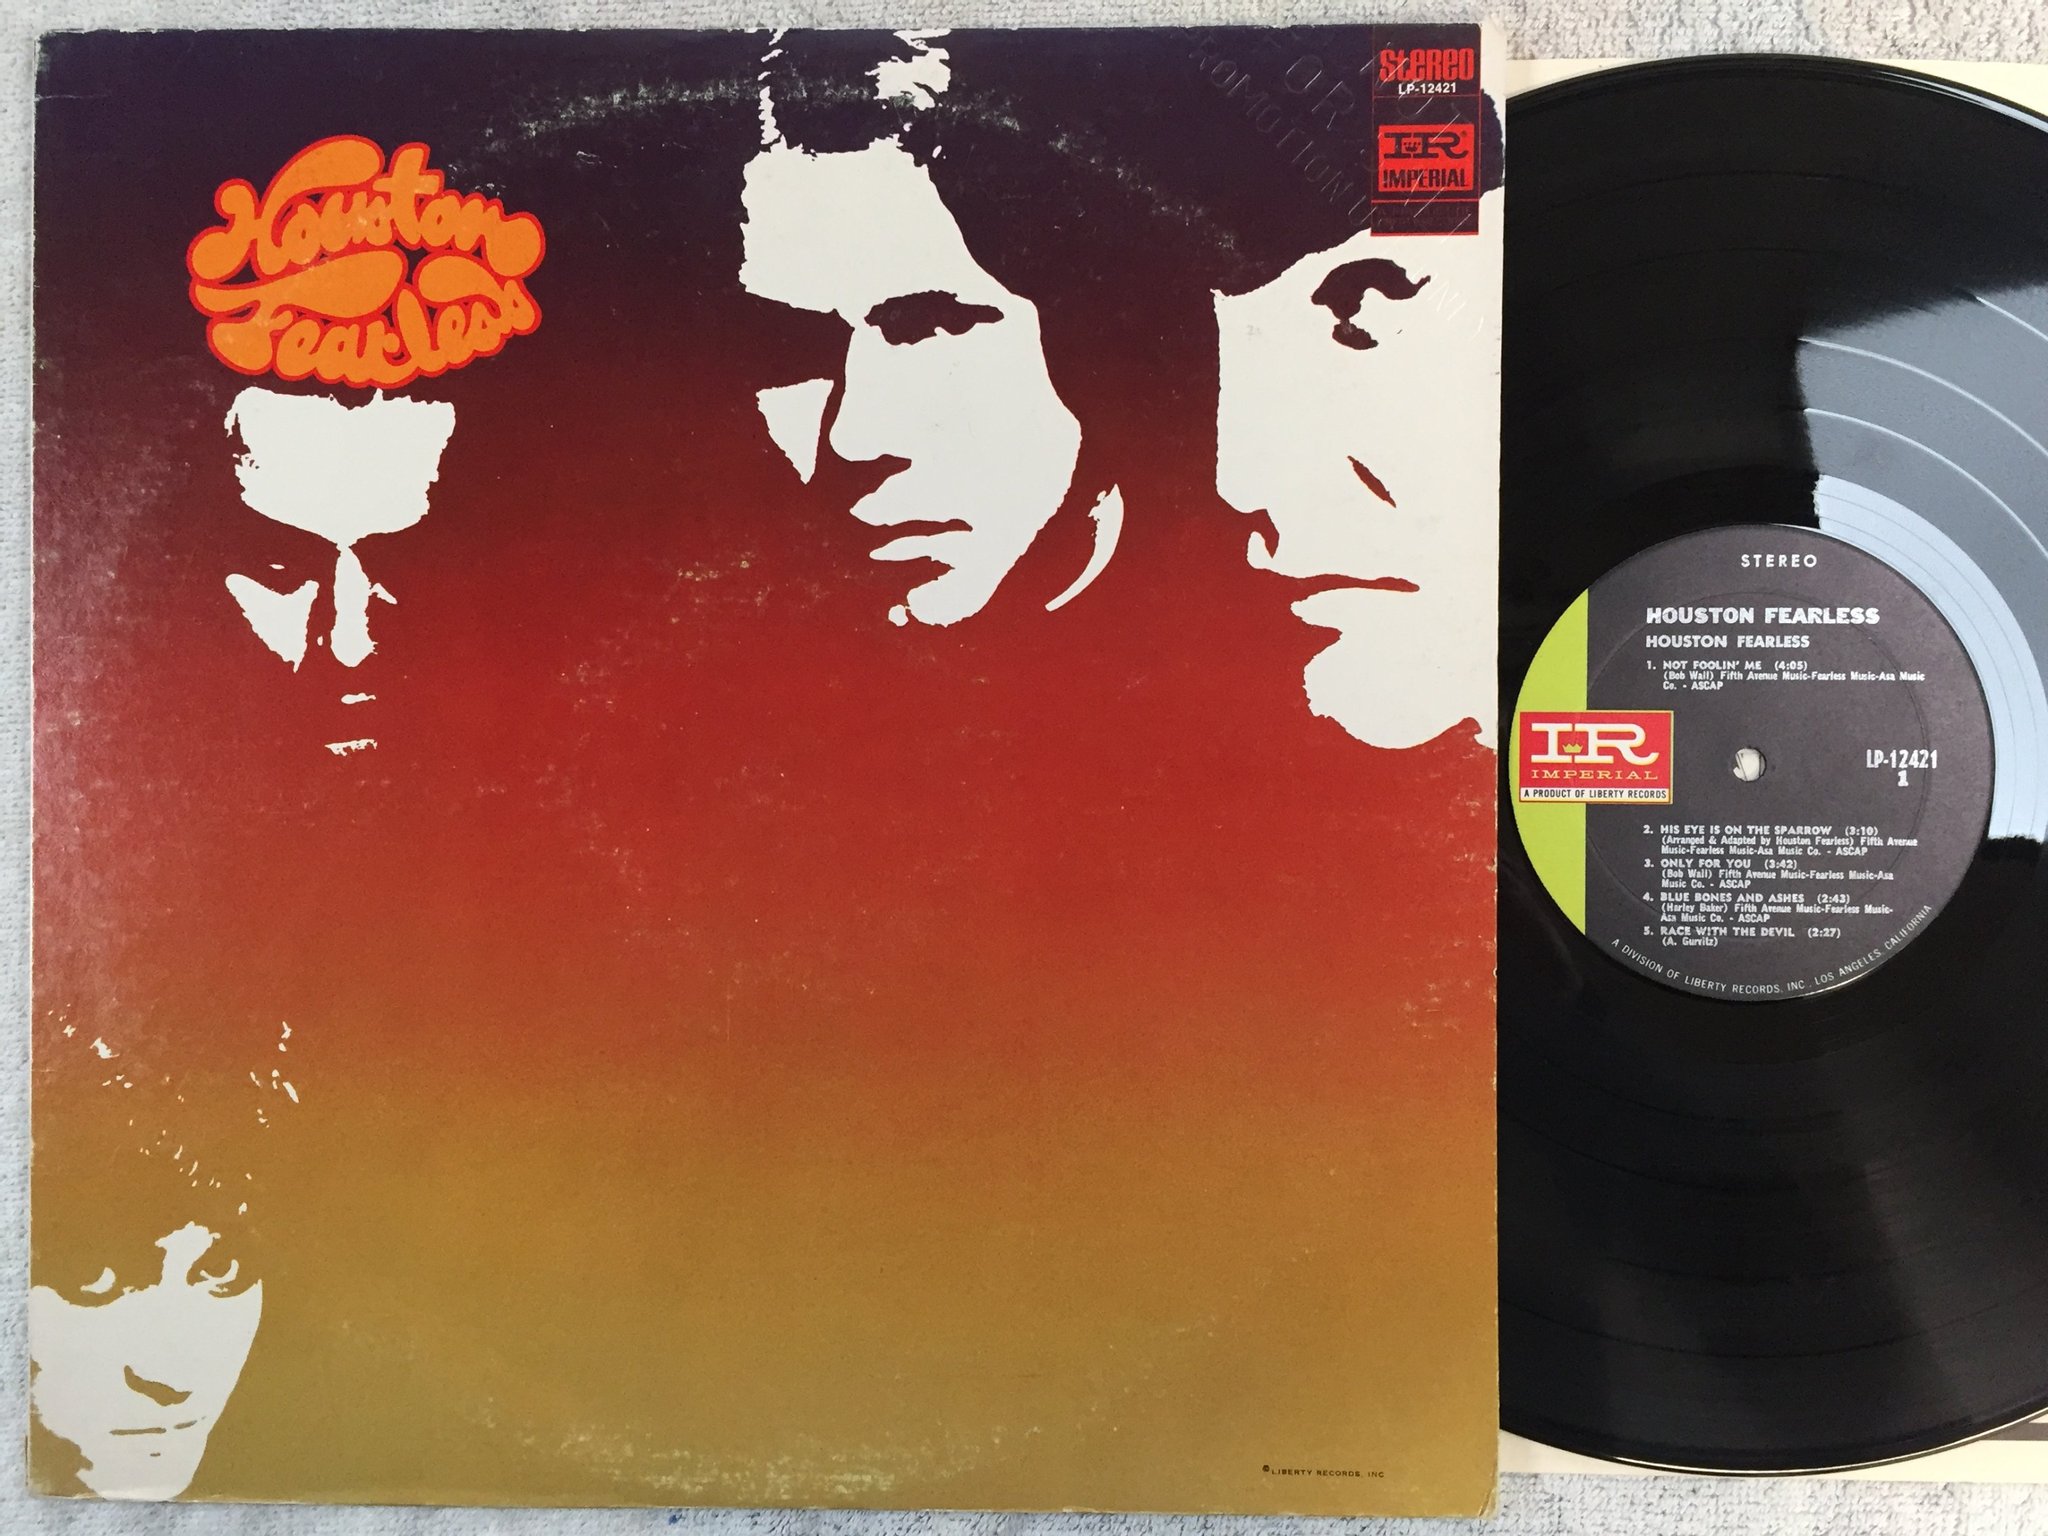 Houston
Fearless
STEREO
LP-12421
IR
IMPERIAL
© LIBERTY RECORDS, INC
STEREO
HOUSTON FEARLESS
HOUSTON FEARLESS
1. NOT FOOLIN' ME (4:05)
(Bob Wall) Fifth Avenue Music-Fearless Music-Asa Music
Co. - ASCAP
IR
IMPERIAL
A PRODUCT OF LIBERTY RECORDS
LP-12421
1
2. HIS EYE IS ON THE SPARROW (3:10)
(Arranged & Adapted by Houston Fearless) Fifth Avenue
Music-Fearless Music-Asa Music Co. - ASCAP
3. ONLY FOR YOU (3:42)
(Bob Wall) Fifth Avenue Music-Fearless Music-Asa
Music Co. - ASCAP
4. BLUE BONES AND ASHES (2:43)
(Harley Baker) Fifth Avenue Music-Fearless Music-
Asa Music Co. - ASCAP
5. RACE WITH THE DEVIL (2:27)
(A. Gurvitz)
A DIVISION OF LIBERTY RECORDS, INC., LOS ANGELES, CALIFORNIA